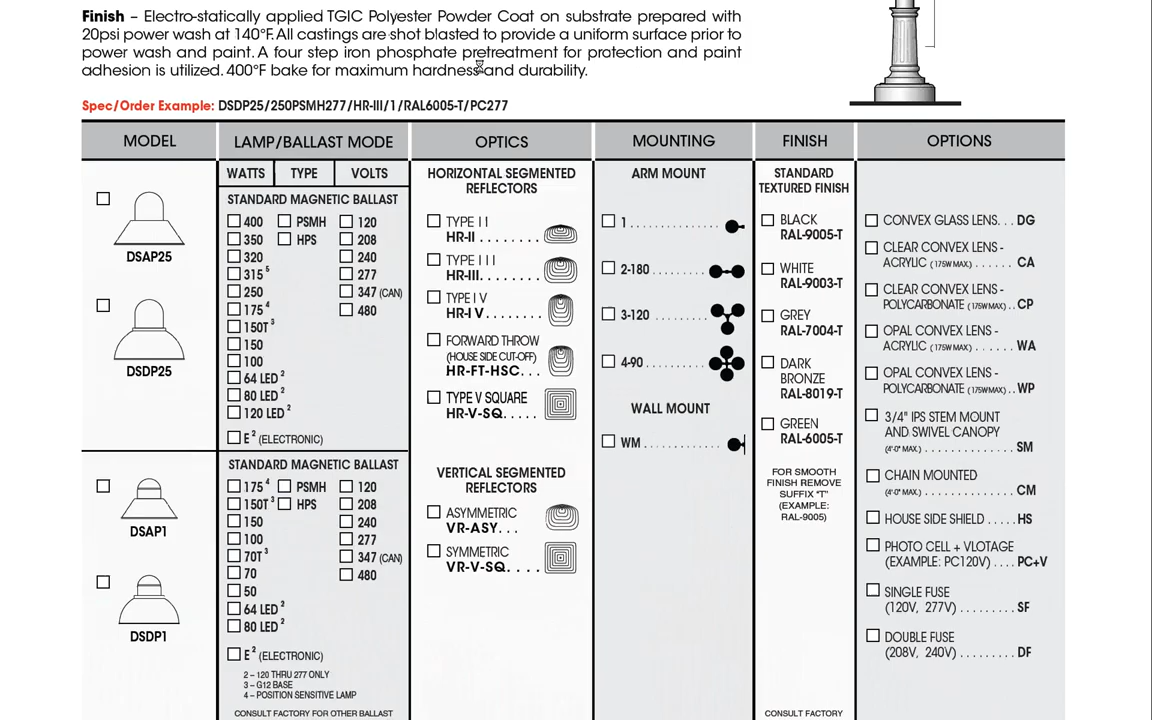 Finish – Electro-statically applied TGIC Polyester Powder Coat on substrate prepared with
20psi power wash at 140°F. All castings are shot blasted to provide a uniform surface prior to
power wash and paint. A four step iron phosphate pretreatment for protection and paint
adhesion is utilized. 400°F bake for maximum hardness and durability.
Spec/Order Example: DSDP25/250PSMH277/HR-III/1/RAL6005-T/PC277
MODEL
DSAP25
DSDP25
DSAP1
DSDP1
LAMP/BALLAST MODE
WATTS TYPE VOLTS
STANDARD MAGNETIC BALLAST
400 PSMH 120
350 HPS 208
320 240
315 5 277
250 347 (CAN)
175 4 480
150T 3
150
100
64 LED 2
80 LED 2
120 LED 2
E 2 (ELECTRONIC)
STANDARD MAGNETIC BALLAST
175 4 PSMH 120
150T 3 HPS 208
150 240
100 277
70T 3 347 (CAN)
70 480
50
64 LED 2
80 LED 2
E 2 (ELECTRONIC)
2 – 120 THRU 277 ONLY
3 – G12 BASE
4 – POSITION SENSITIVE LAMP
CONSULT FACTORY FOR OTHER BALLAST
OPTICS
HORIZONTAL SEGMENTED
REFLECTORS
TYPE I I
HR-II . . . . . . . .
TYPE I I I
HR-III. . . . . . . .
TYPE I V
HR-I V. . . . . . . .
FORWARD THROW
(HOUSE SIDE CUT-OFF)
HR-FT-HSC. . .
TYPE V SQUARE
HR-V-SQ. . . . .
VERTICAL SEGMENTED
REFLECTORS
ASYMMETRIC
VR-ASY. . .
SYMMETRIC
VR-V-SQ. . . .
MOUNTING
ARM MOUNT
1 . . . . . . . . . . . . . .
2-180 . . . . . . . . .
3-120 . . . . . . . . .
4-90 . . . . . . . . . .
WALL MOUNT
WM . . . . . . . . . . . .
FINISH
STANDARD
TEXTURED FINISH
BLACK
RAL-9005-T
WHITE
RAL-9003-T
GREY
RAL-7004-T
DARK
BRONZE
RAL-8019-T
GREEN
RAL-6005-T
FOR SMOOTH
FINISH REMOVE
SUFFIX "T"
(EXAMPLE:
RAL-9005)
CONSULT FACTORY
OPTIONS
CONVEX GLASS LENS. . . DG
CLEAR CONVEX LENS -
ACRYLIC (175W MAX.) . . . . . . CA
CLEAR CONVEX LENS -
POLYCARBONATE (175W MAX) . . CP
OPAL CONVEX LENS -
ACRYLIC (175W MAX.) . . . . . . WA
OPAL CONVEX LENS -
POLYCARBONATE (175W MAX) . . WP
3/4" IPS STEM MOUNT
AND SWIVEL CANOPY
(4'-0" MAX.) . . . . . . . . . . . . . . SM
CHAIN MOUNTED
(4'-0" MAX.) . . . . . . . . . . . . . . CM
HOUSE SIDE SHIELD . . . . . HS
PHOTO CELL + VLOTAGE
(EXAMPLE: PC120V) . . . . PC+V
SINGLE FUSE
(120V, 277V) . . . . . . . . . SF
DOUBLE FUSE
(208V, 240V) . . . . . . . . . DF